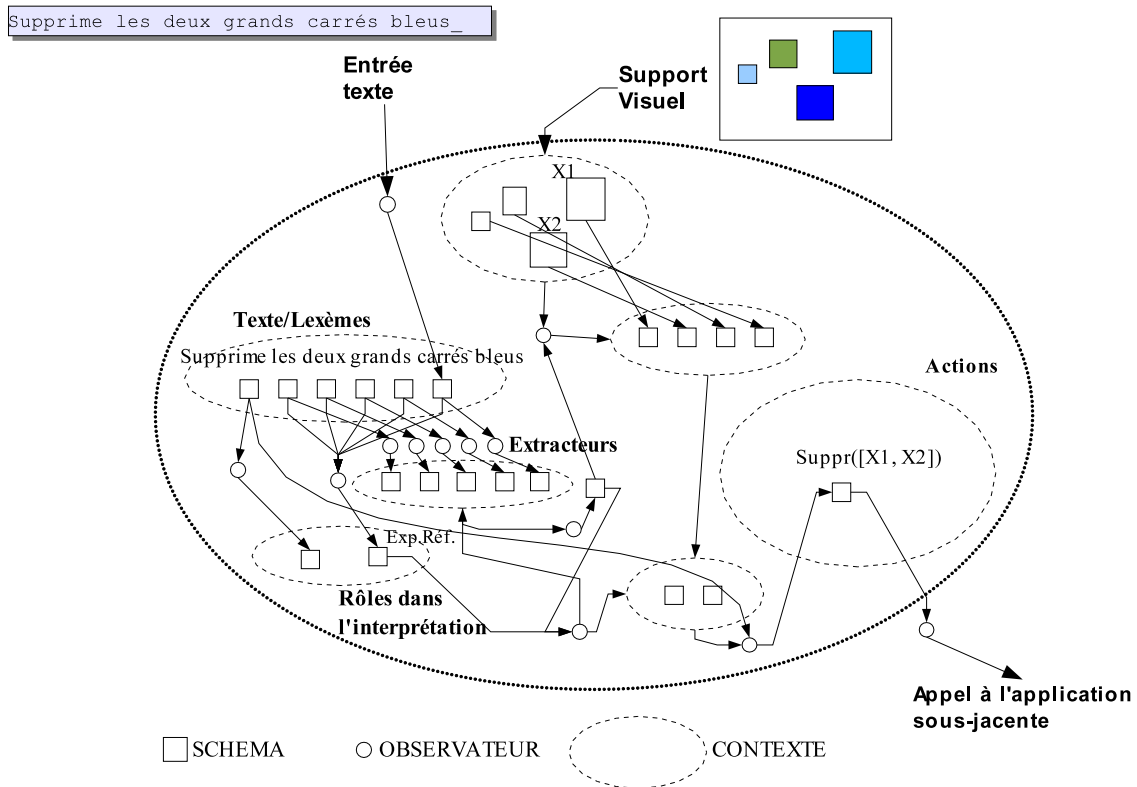 Supprime les deux grands carrés bleus_
Entrée
texte
Support
Visuel
X1
X2
Texte/Lexèmes
Supprime les deux grands carrés bleus
Actions
Extracteurs
Suppr([X1, X2])
Exp.Réf.
Rôles dans
l'interprétation
Appel à l'application
sous-jacente
SCHEMA
OBSERVATEUR
CONTEXTE